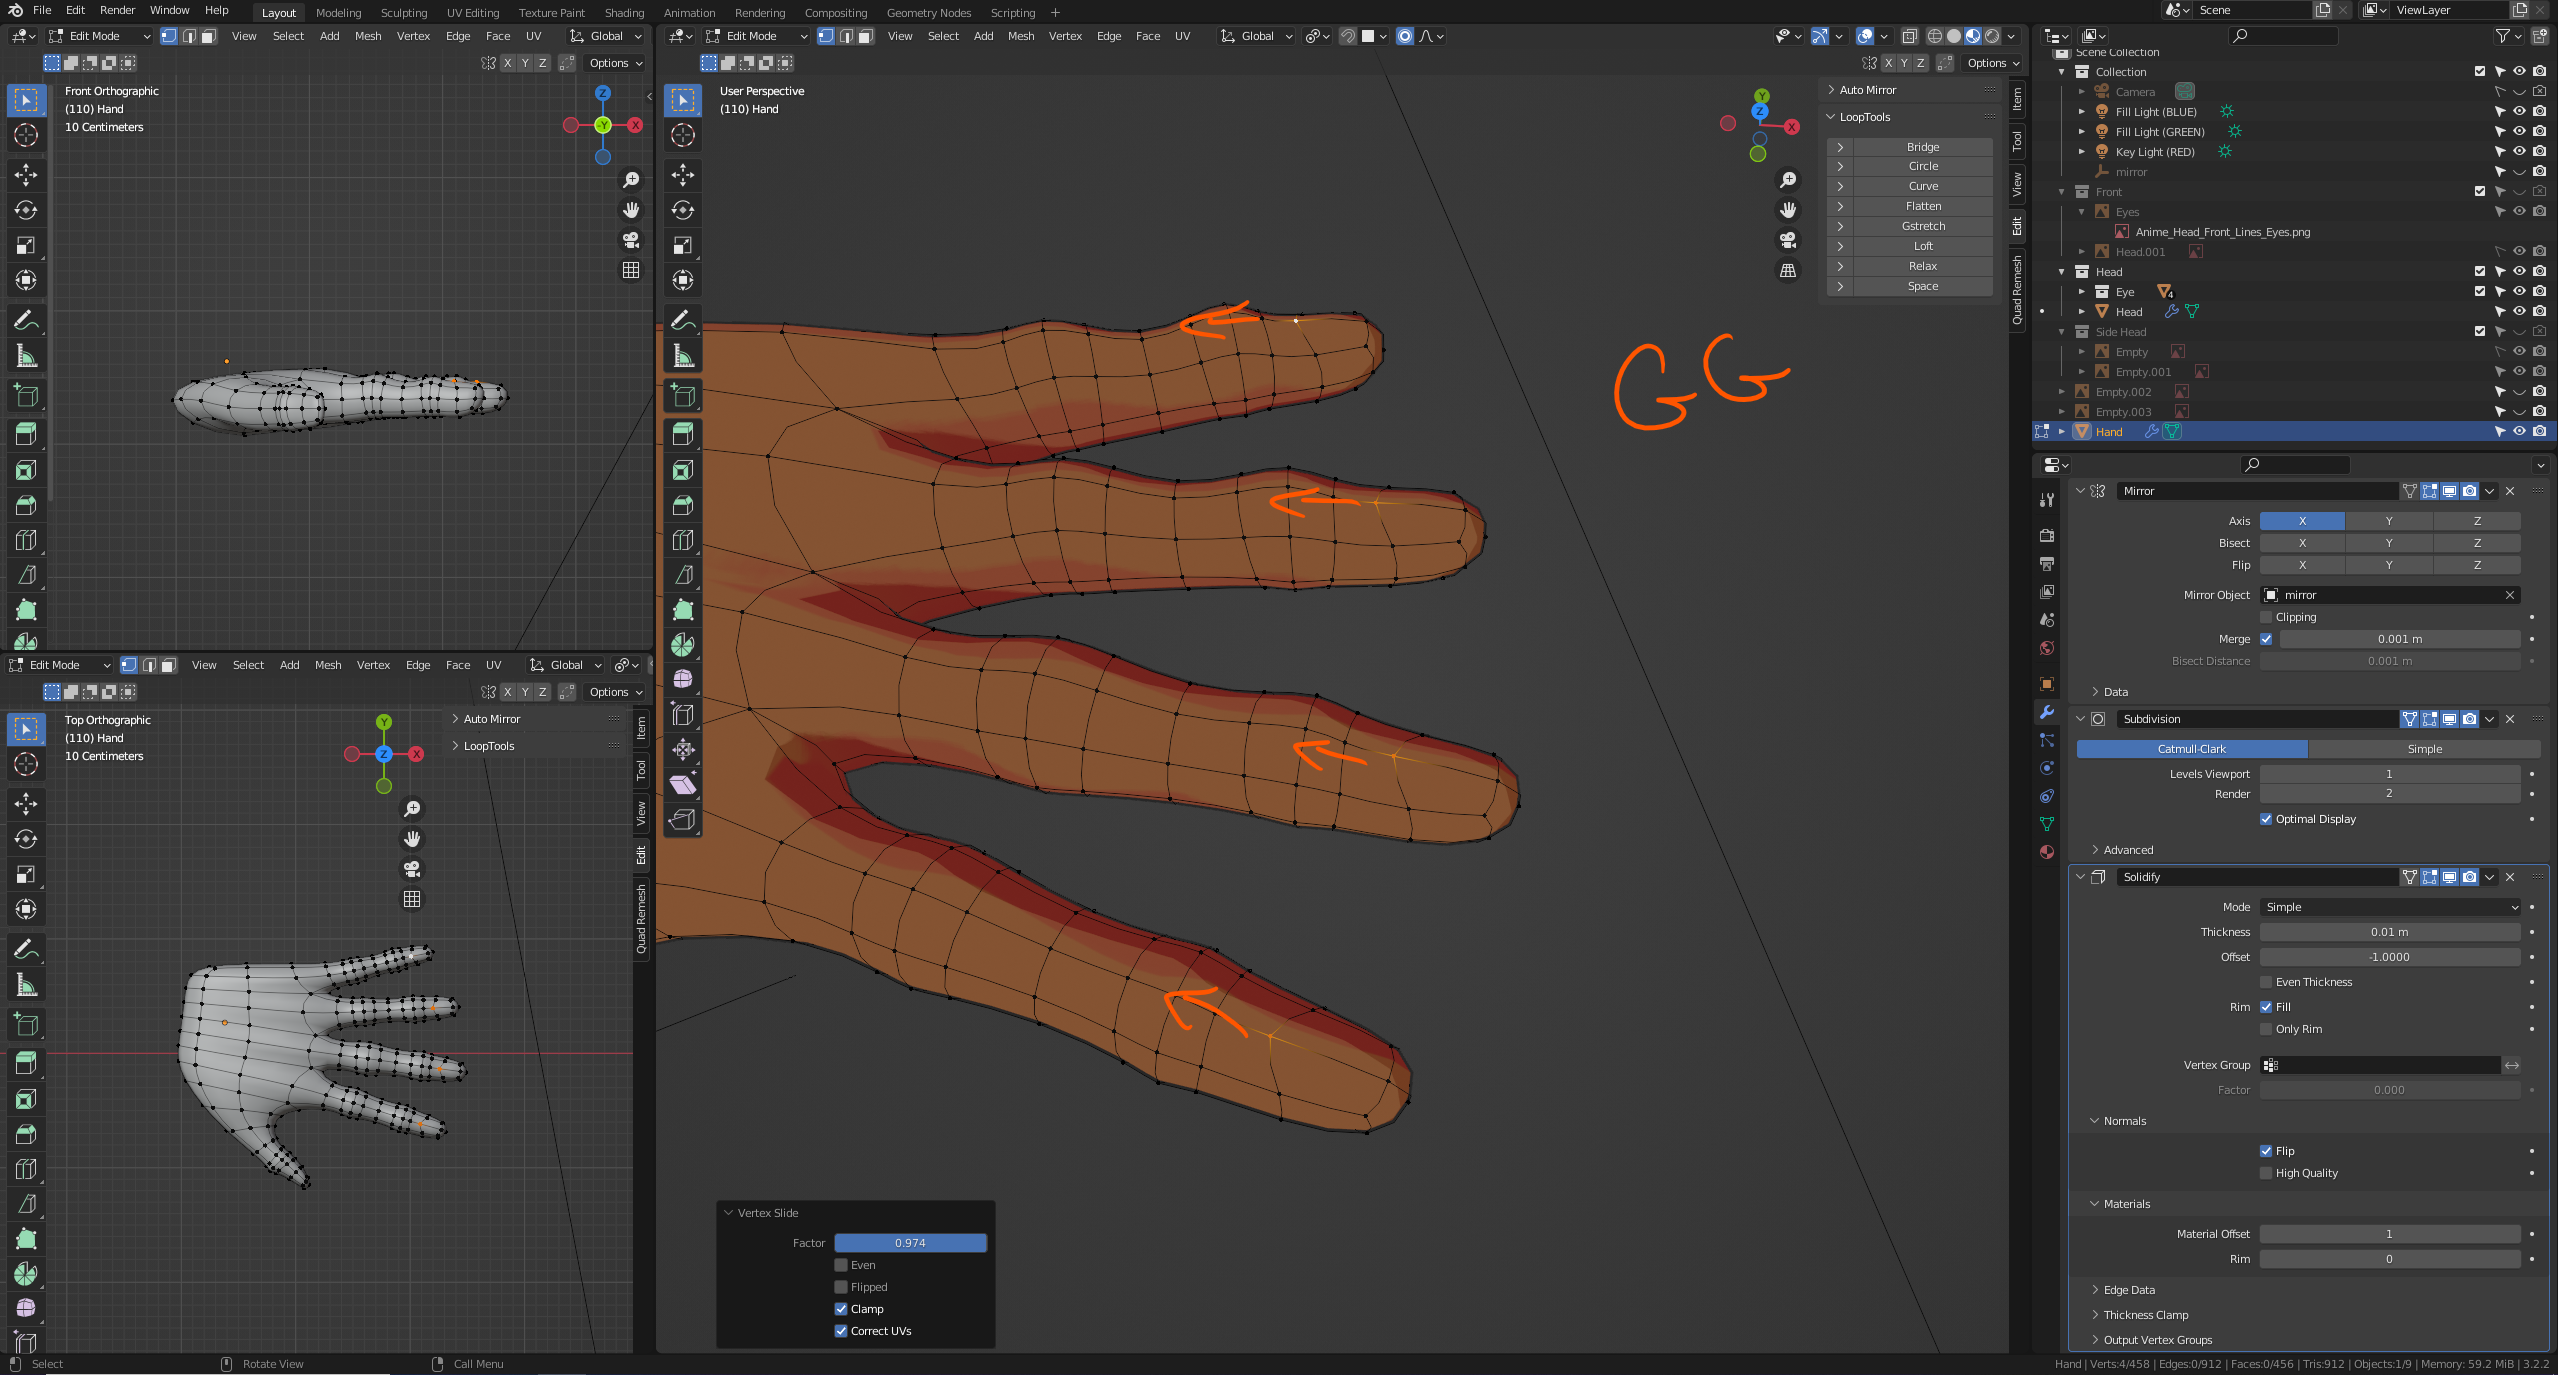 File Edit Render Window Help Layout Modeling Sculpting UV Editing Texture Paint Shading Animation Rendering Compositing Geometry Nodes Scripting + Scene ViewLayer
Edit Mode View Select Add Mesh Vertex Edge Face UV Global
X Y Z Options
Front Orthographic
(110) Hand
10 Centimeters
Z
-Y
X
Edit Mode View Select Add Mesh Vertex Edge Face UV Global
X Y Z Options
Top Orthographic
(110) Hand
10 Centimeters
Y
Z
X
Auto Mirror
LoopTools
Item
Tool
View
Edit
Quad Remesh
Edit Mode View Select Add Mesh Vertex Edge Face UV Global
X Y Z Options
User Perspective
(110) Hand
Y
Z
X
Auto Mirror
LoopTools
Bridge
Circle
Curve
Flatten
Gstretch
Loft
Relax
Space
Item
Tool
View
Edit
Quad Remesh
GG
Vertex Slide
Factor 0.974
Even
Flipped
Clamp
Correct UVs
Scene Collection
Collection
Camera
Fill Light (BLUE)
Fill Light (GREEN)
Key Light (RED)
mirror
Front
Eyes
Anime_Head_Front_Lines_Eyes.png
Head.001
Head
Eye 4
Head
Side Head
Empty
Empty.001
Empty.002
Empty.003
Hand
Mirror
Axis X Y Z
Bisect X Y Z
Flip X Y Z
Mirror Object mirror
Clipping
Merge 0.001 m
Bisect Distance 0.001 m
Data
Subdivision
Catmull-Clark Simple
Levels Viewport 1
Render 2
Optimal Display
Advanced
Solidify
Mode Simple
Thickness 0.01 m
Offset -1.0000
Even Thickness
Rim Fill
Only Rim
Vertex Group
Factor 0.000
Normals
Flip
High Quality
Materials
Material Offset 1
Rim 0
Edge Data
Thickness Clamp
Output Vertex Groups
Select Rotate View Call Menu
Hand | Verts:4/458 | Edges:0/912 | Faces:0/456 | Tris:912 | Objects:1/9 | Memory: 59.2 MiB | 3.2.2